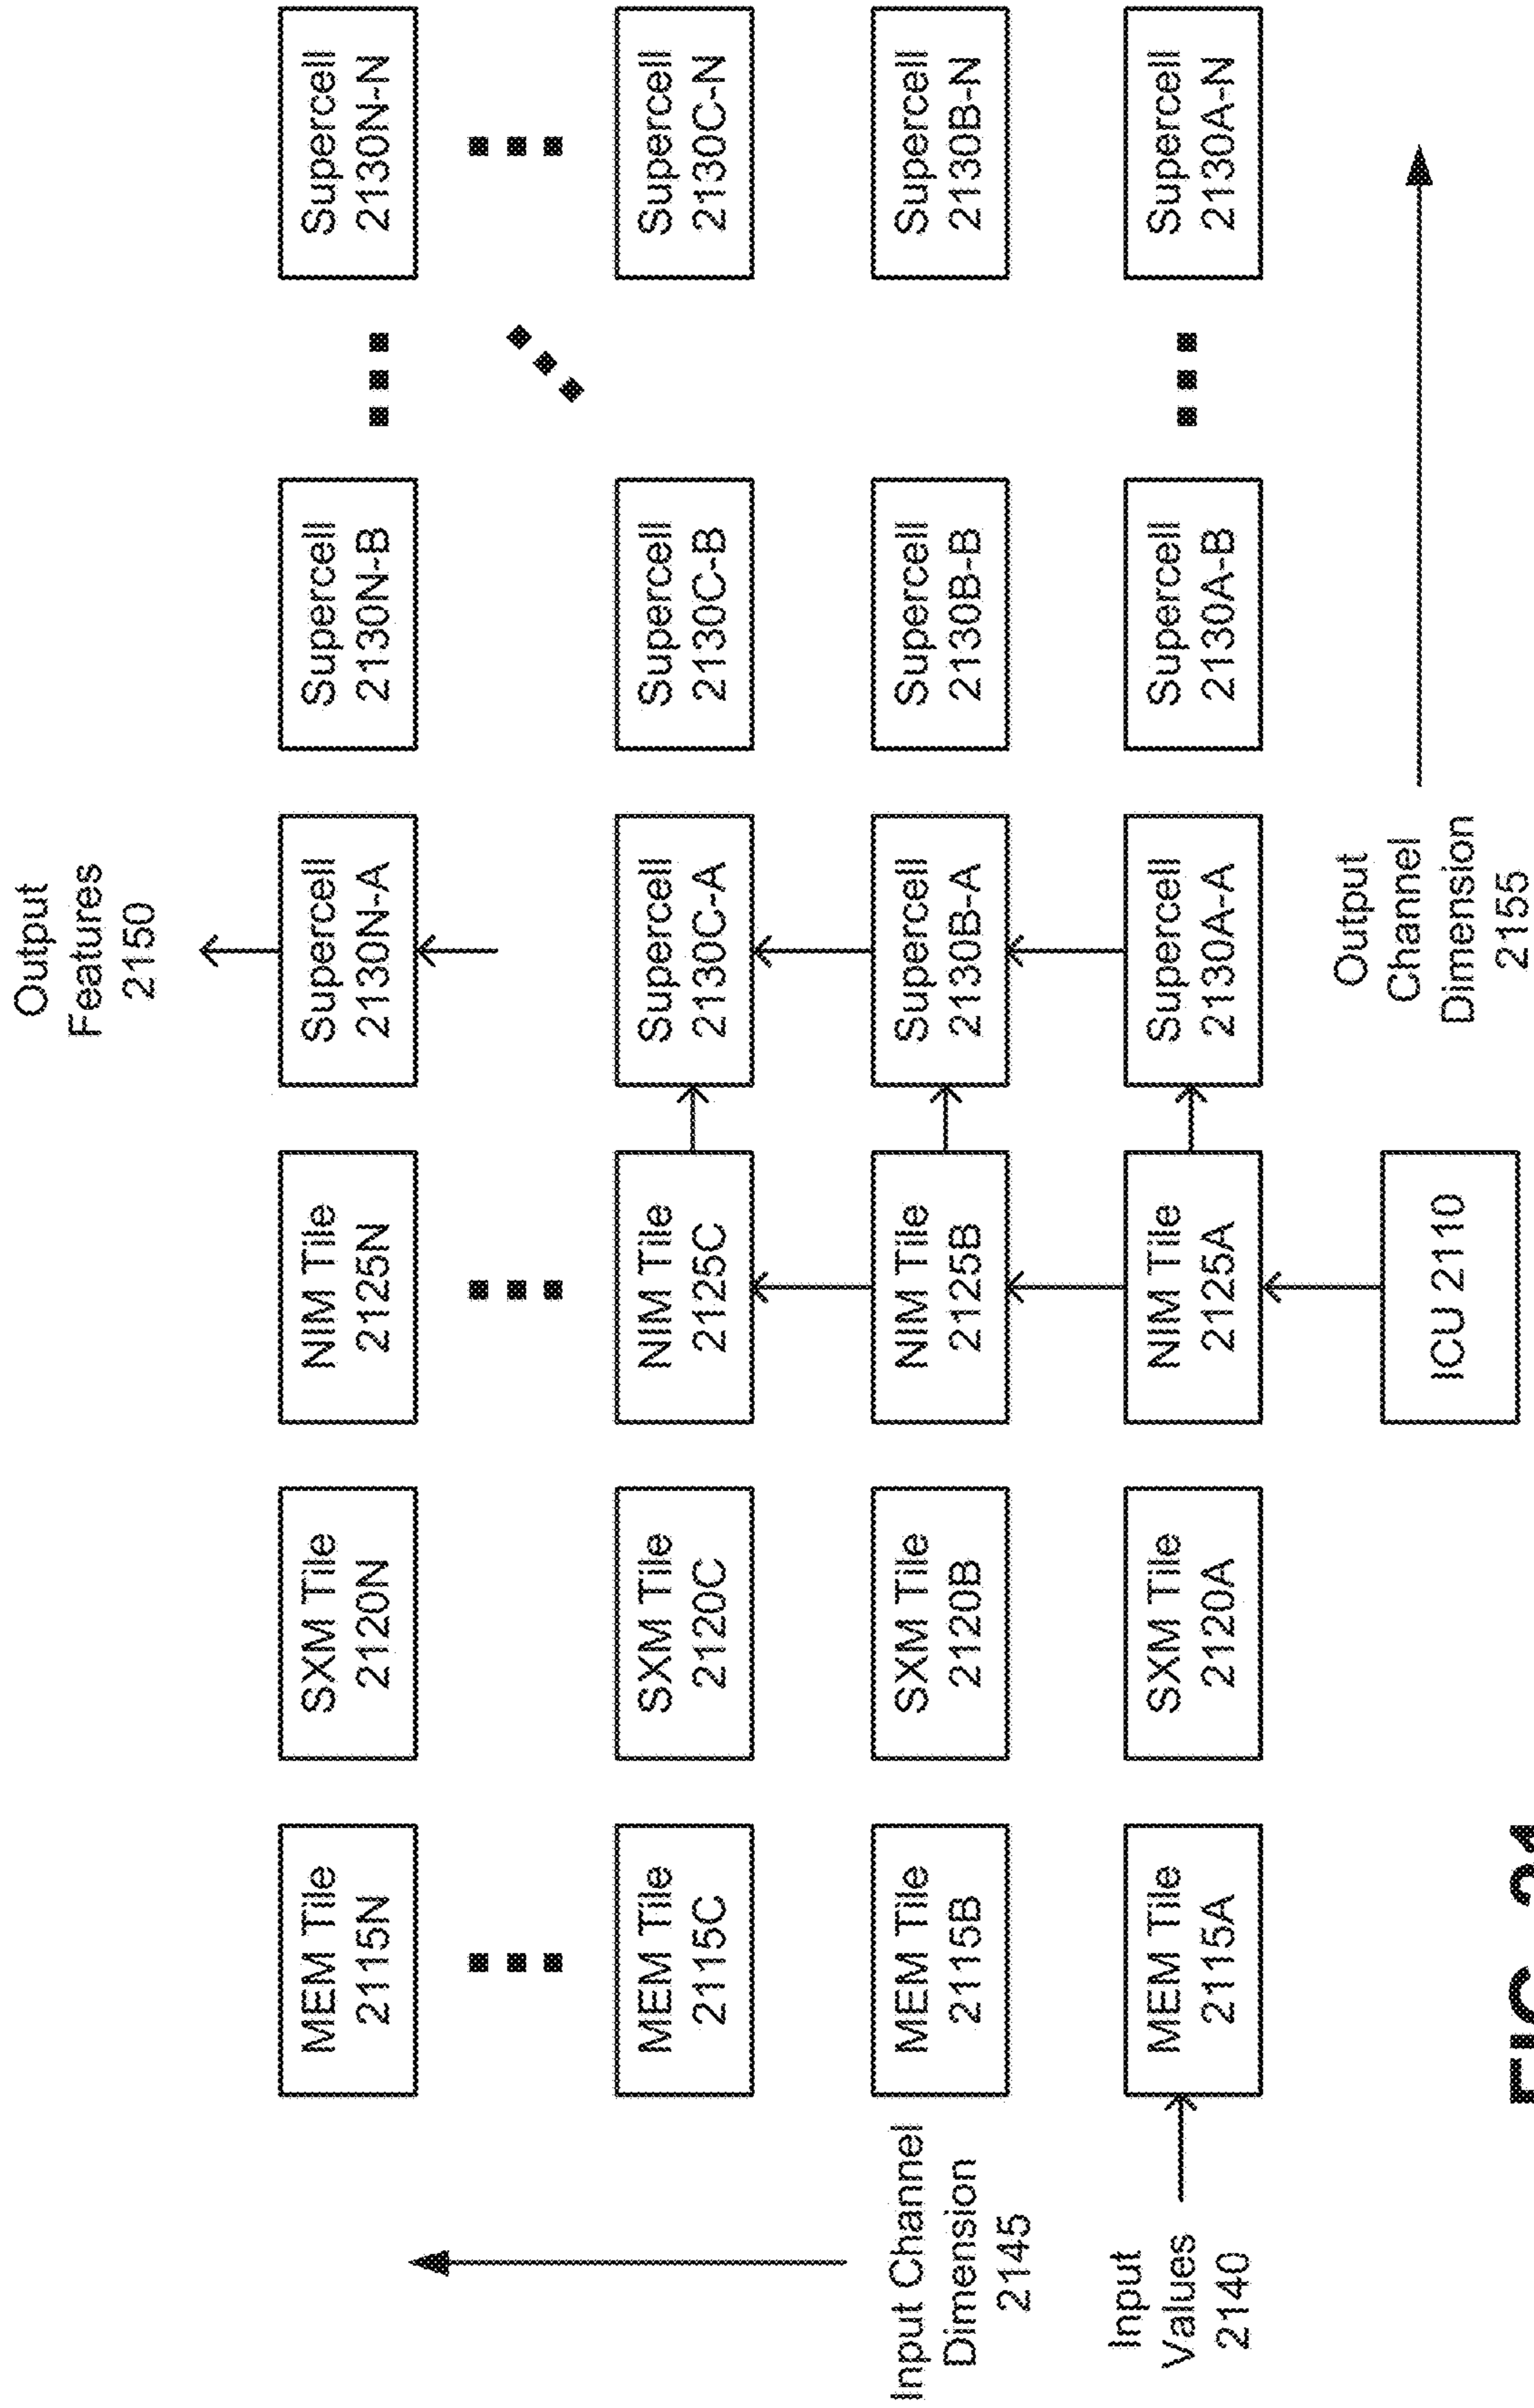 Output
Features
2150
MEM Tile
2115N
SXM Tile
2120N
NIM Tile
2125N
Supercell
2130N-A
Supercell
2130N-B
Supercell
2130N-N
MEM Tile
2115C
SXM Tile
2120C
NIM Tile
2125C
Supercell
2130C-A
Supercell
2130C-B
Supercell
2130C-N
Input Channel
Dimension
2145
MEM Tile
2115B
SXM Tile
2120B
NIM Tile
2125B
Supercell
2130B-A
Supercell
2130B-B
Supercell
2130B-N
Input
Values
2140
MEM Tile
2115A
SXM Tile
2120A
NIM Tile
2125A
Supercell
2130A-A
Supercell
2130A-B
Supercell
2130A-N
ICU 2110
Output
Channel
Dimension
2155